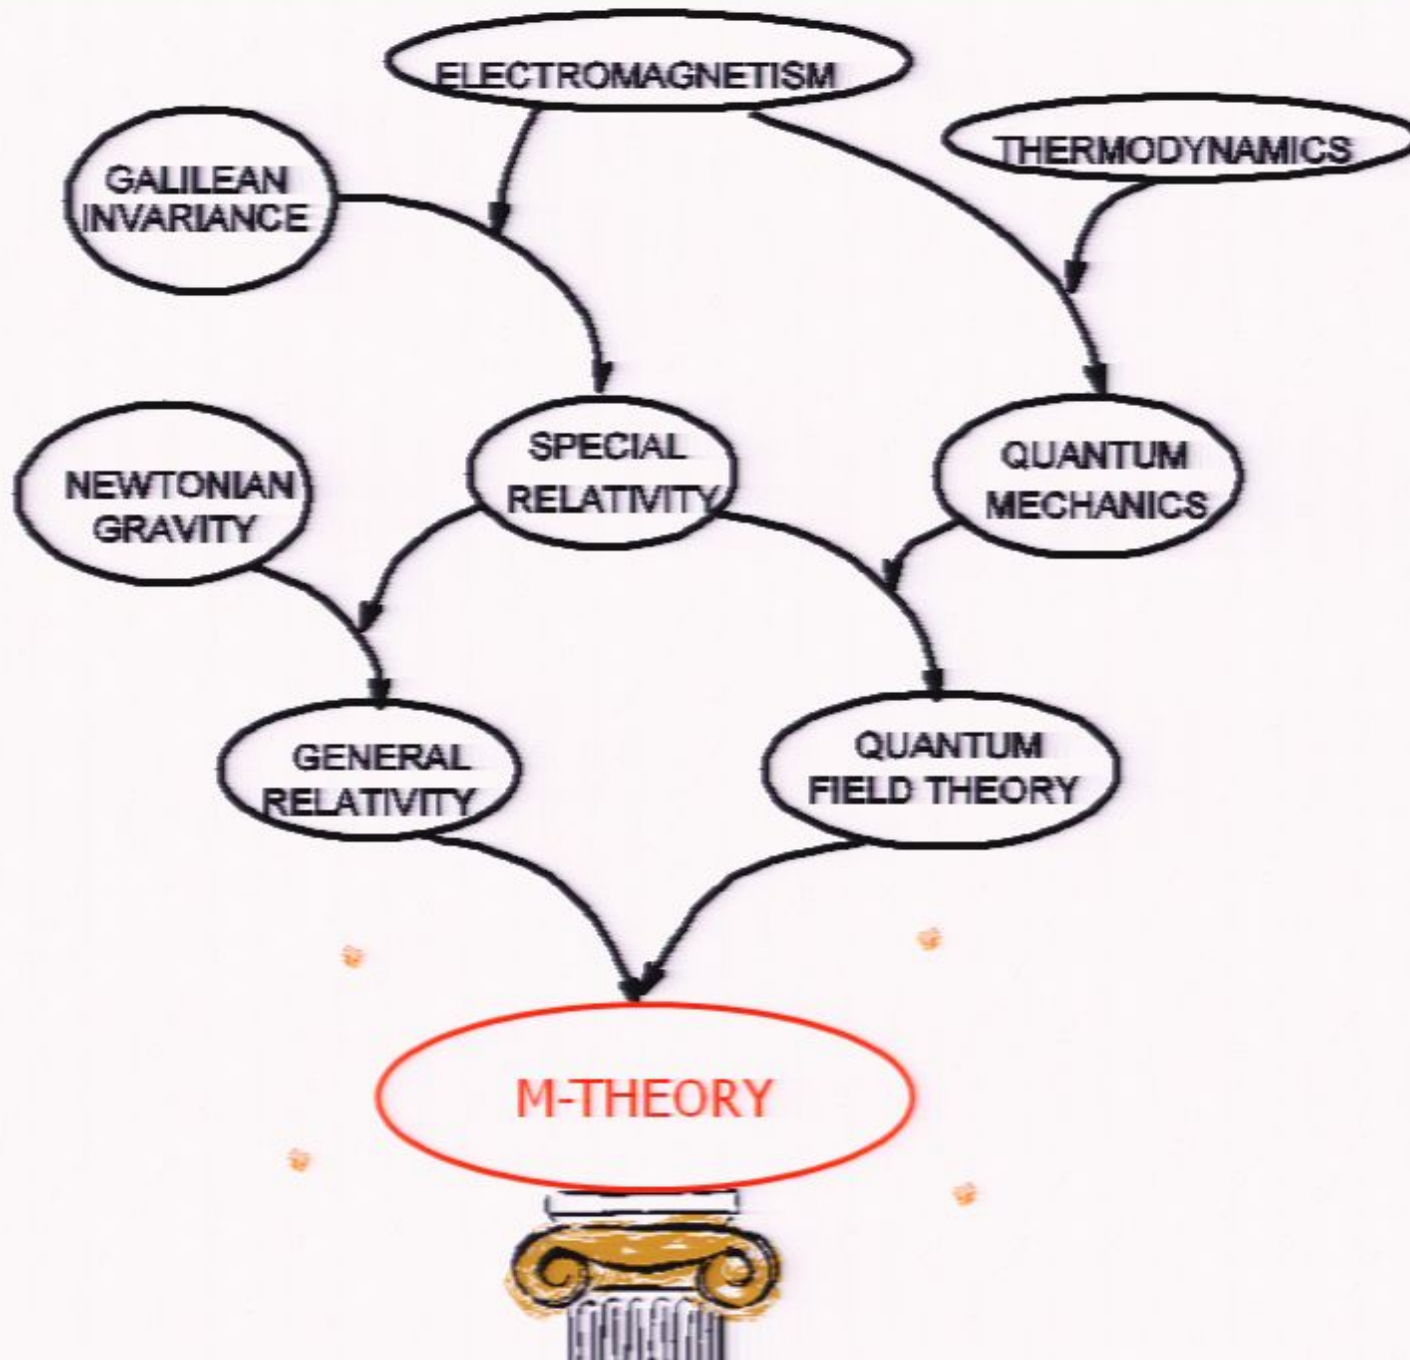 ELECTROMAGNETISM
THERMODYNAMICS
GALILEAN
INVARIANCE
NEWTONIAN
GRAVITY
SPECIAL
RELATIVITY
QUANTUM
MECHANICS
GENERAL
RELATIVITY
QUANTUM
FIELD THEORY
M-THEORY